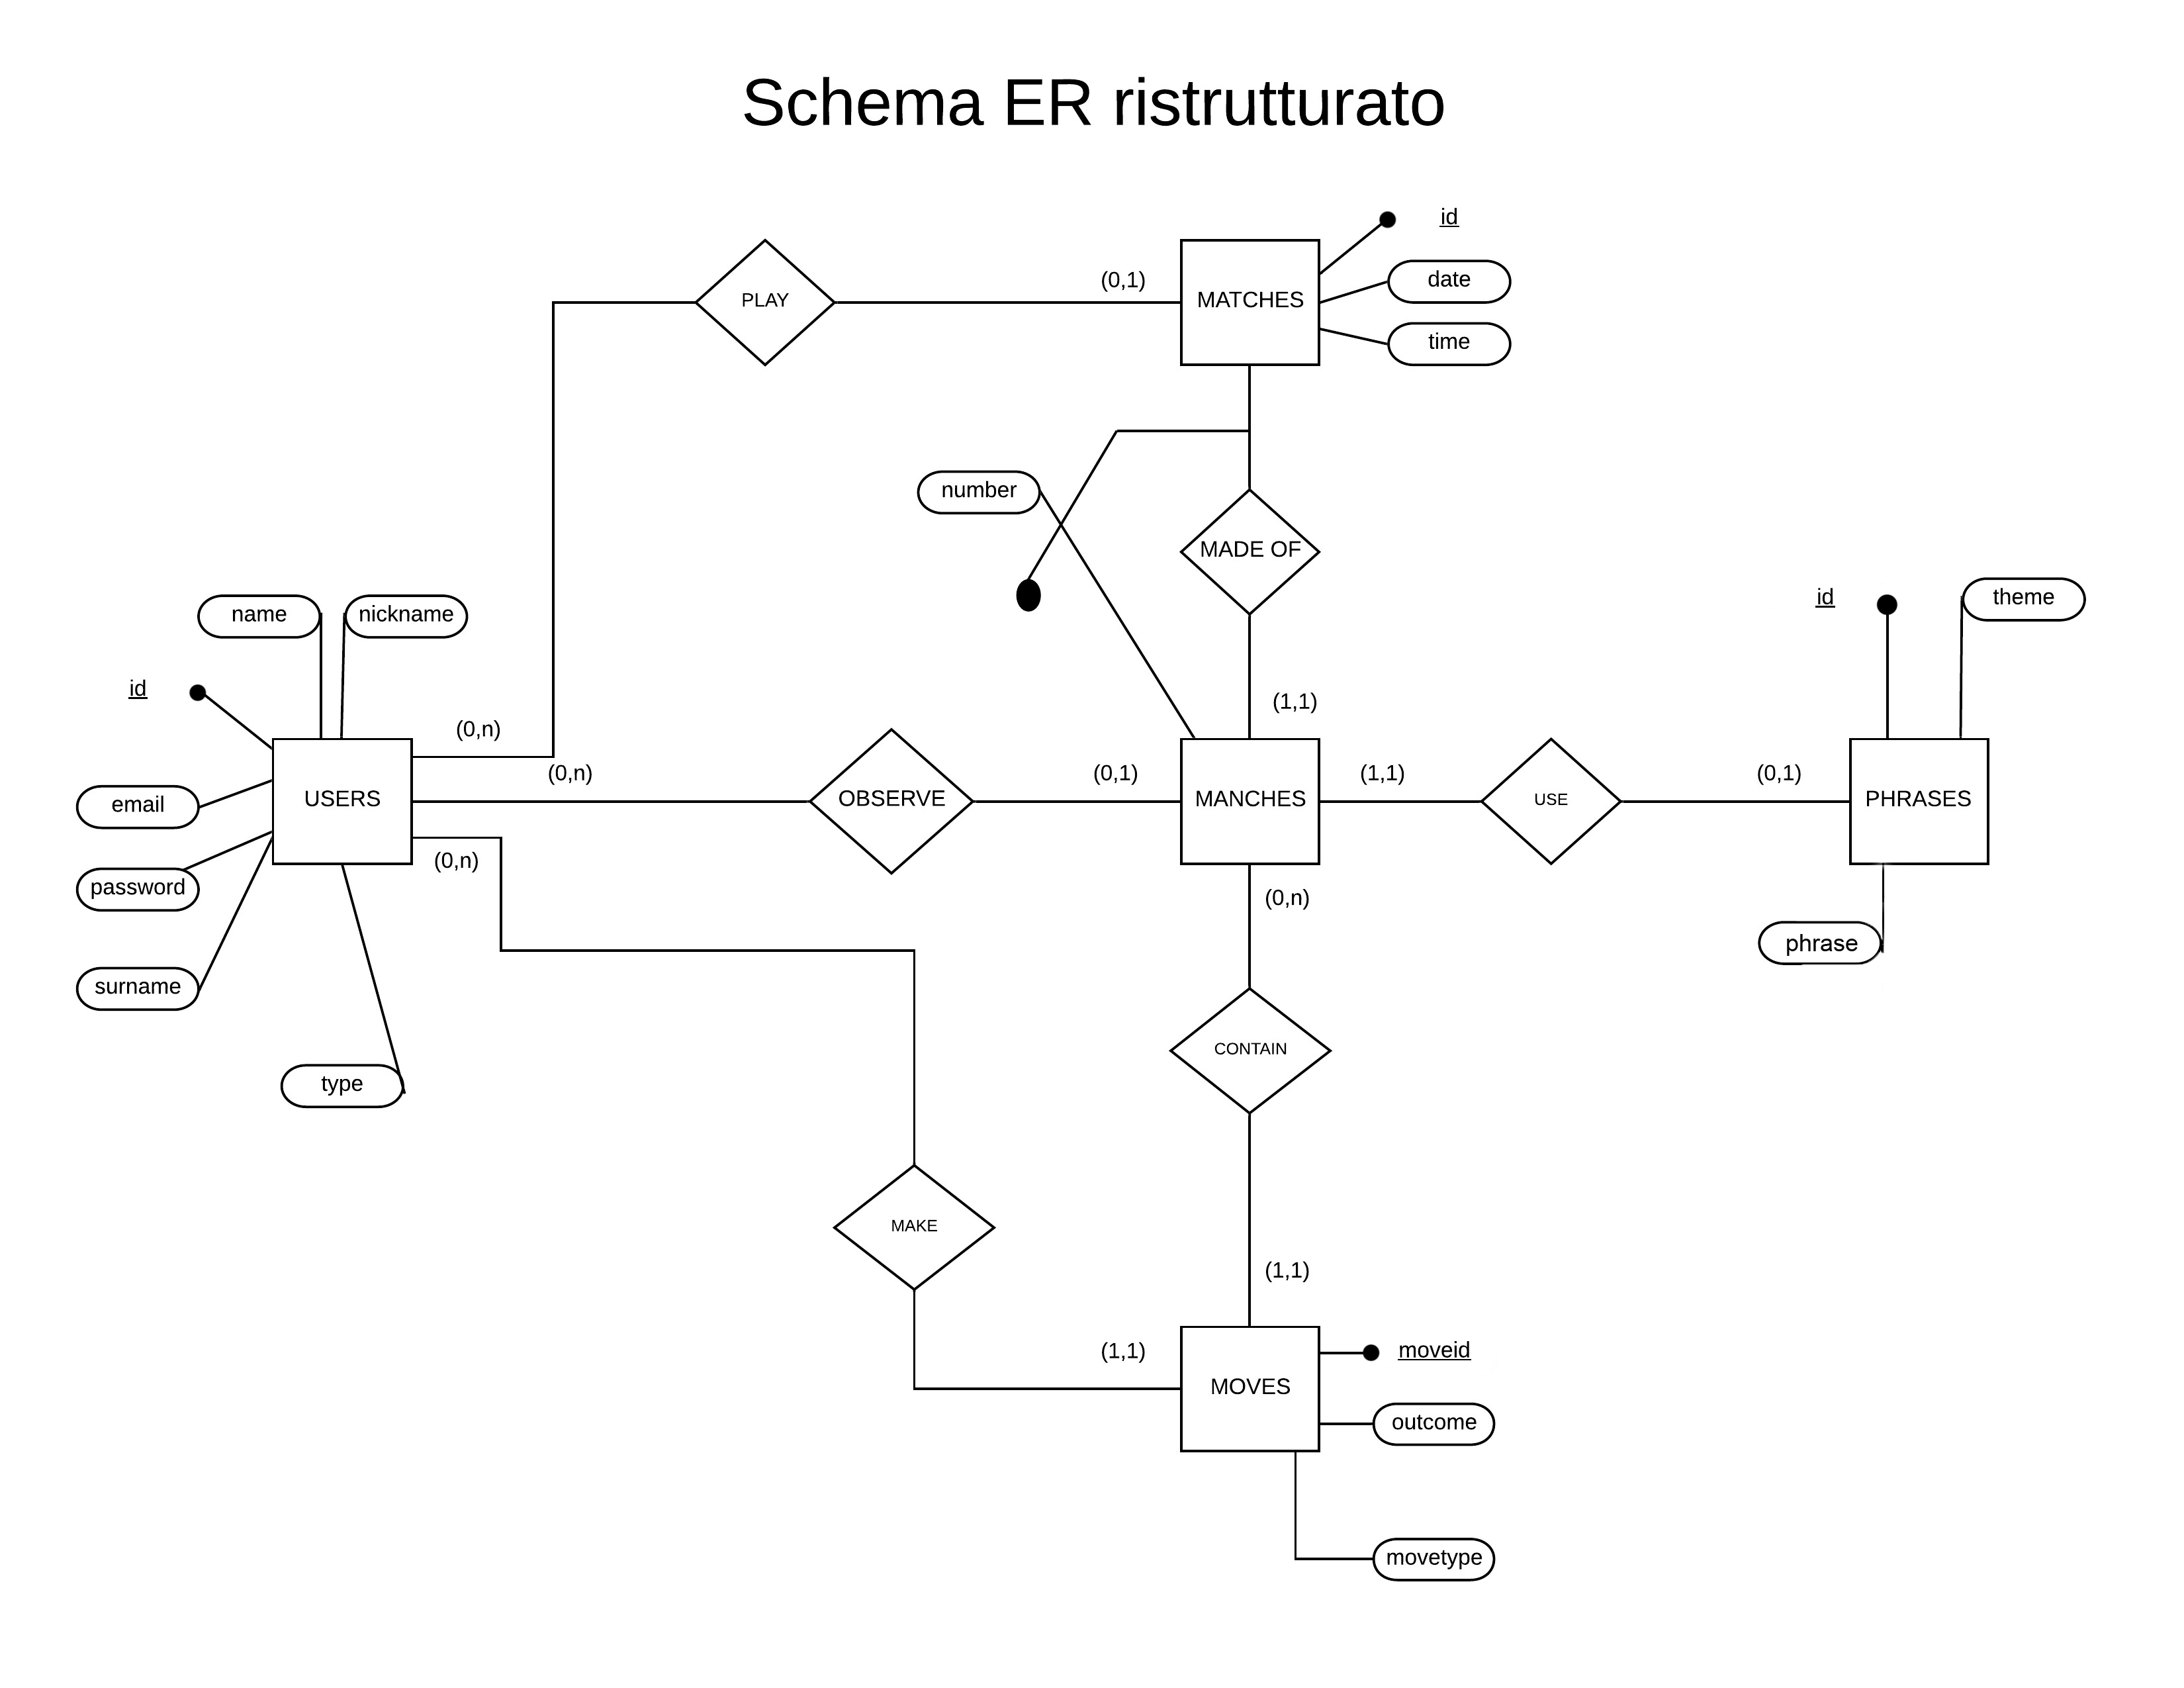 Schema ER ristrutturato
id
(0,1)
date
PLAY
MATCHES
time
number
MADE OF
id
theme
name
nickname
id
(1,1)
(0,n)
(0,n)
(0,1)
(1,1)
(0,1)
email
USERS
OBSERVE
MANCHES
USE
PHRASES
(0,n)
password
(0,n)
phrase
surname
CONTAIN
type
MAKE
(1,1)
(1,1)
moveid
MOVES
outcome
movetype